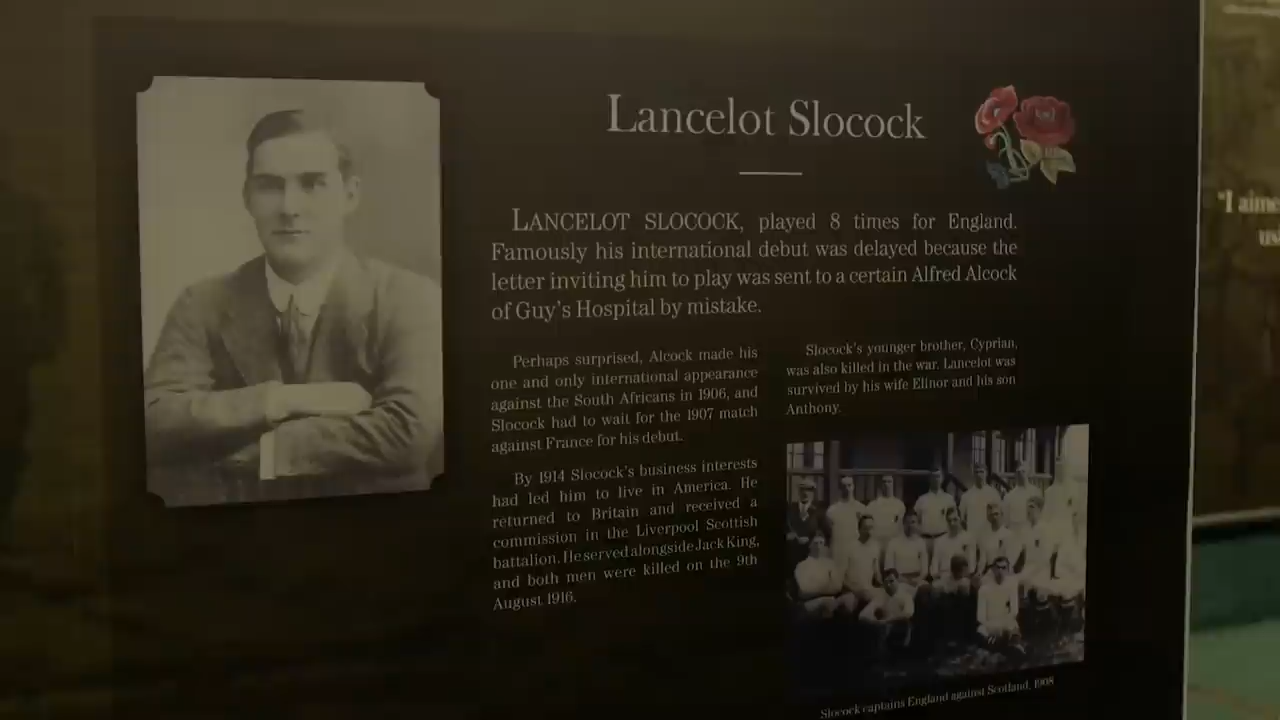 Lancelot Slocock
LANCELOT SLOCOCK, played 8 times for England.
Famously his international debut was delayed because the
letter inviting him to play was sent to a certain Alfred Alcock
of Guy's Hospital by mistake.
Perhaps surprised, Alcock made his
one and only international appearance
against the South Africans in 1906, and
Slocock had to wait for the 1907 match
against France for his debut.
By 1914 Slocock's business interests
had led him to live in America. He
returned to Britain and received a
commission in the Liverpool Scottish
battalion. He served alongside Jack King,
and both men were killed on the 9th
August 1916.
Slocock's younger brother, Cyprian,
was also killed in the war. Lancelot was
survived by his wife Elinor and his son
Anthony.
Slocock captains England against Scotland, 1908
"I